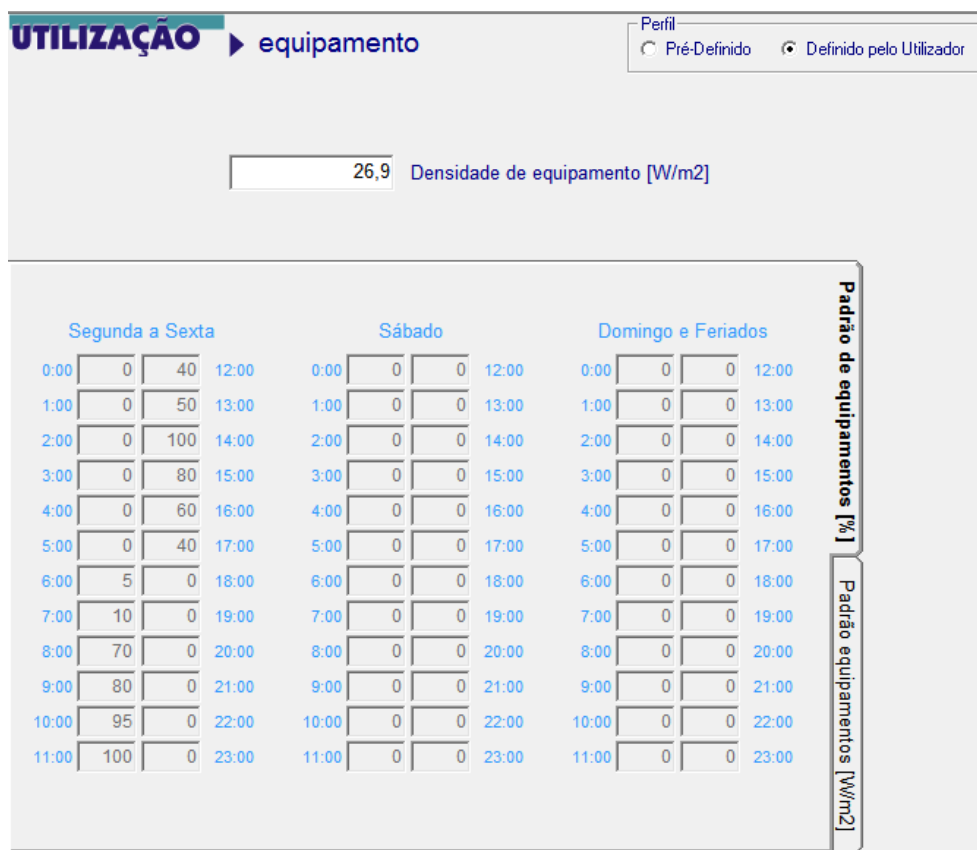 UTILIZAÇÃO equipamento
Perfil
Pré-Definido Definido pelo Utilizador
26,9 Densidade de equipamento [W/m2]
Segunda a Sexta Sábado Domingo e Feriados
0:00 0 40 12:00 0:00 0 0 12:00 0:00 0 0 12:00
1:00 0 50 13:00 1:00 0 0 13:00 1:00 0 0 13:00
2:00 0 100 14:00 2:00 0 0 14:00 2:00 0 0 14:00
3:00 0 80 15:00 3:00 0 0 15:00 3:00 0 0 15:00
4:00 0 60 16:00 4:00 0 0 16:00 4:00 0 0 16:00
5:00 0 40 17:00 5:00 0 0 17:00 5:00 0 0 17:00
6:00 5 0 18:00 6:00 0 0 18:00 6:00 0 0 18:00
7:00 10 0 19:00 7:00 0 0 19:00 7:00 0 0 19:00
8:00 70 0 20:00 8:00 0 0 20:00 8:00 0 0 20:00
9:00 80 0 21:00 9:00 0 0 21:00 9:00 0 0 21:00
10:00 95 0 22:00 10:00 0 0 22:00 10:00 0 0 22:00
11:00 100 0 23:00 11:00 0 0 23:00 11:00 0 0 23:00
Padrão de equipamentos [%]
Padrão equipamentos [W/m2]